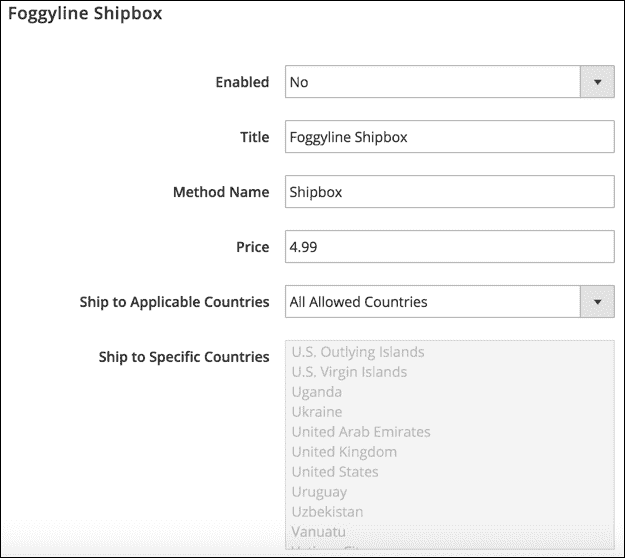 Foggyline Shipbox
Enabled No
Title Foggyline Shipbox
Method Name Shipbox
Price 4.99
Ship to Applicable Countries All Allowed Countries
Ship to Specific Countries U.S. Outlying Islands
U.S. Virgin Islands
Uganda
Ukraine
United Arab Emirates
United Kingdom
United States
Uruguay
Uzbekistan
Vanuatu